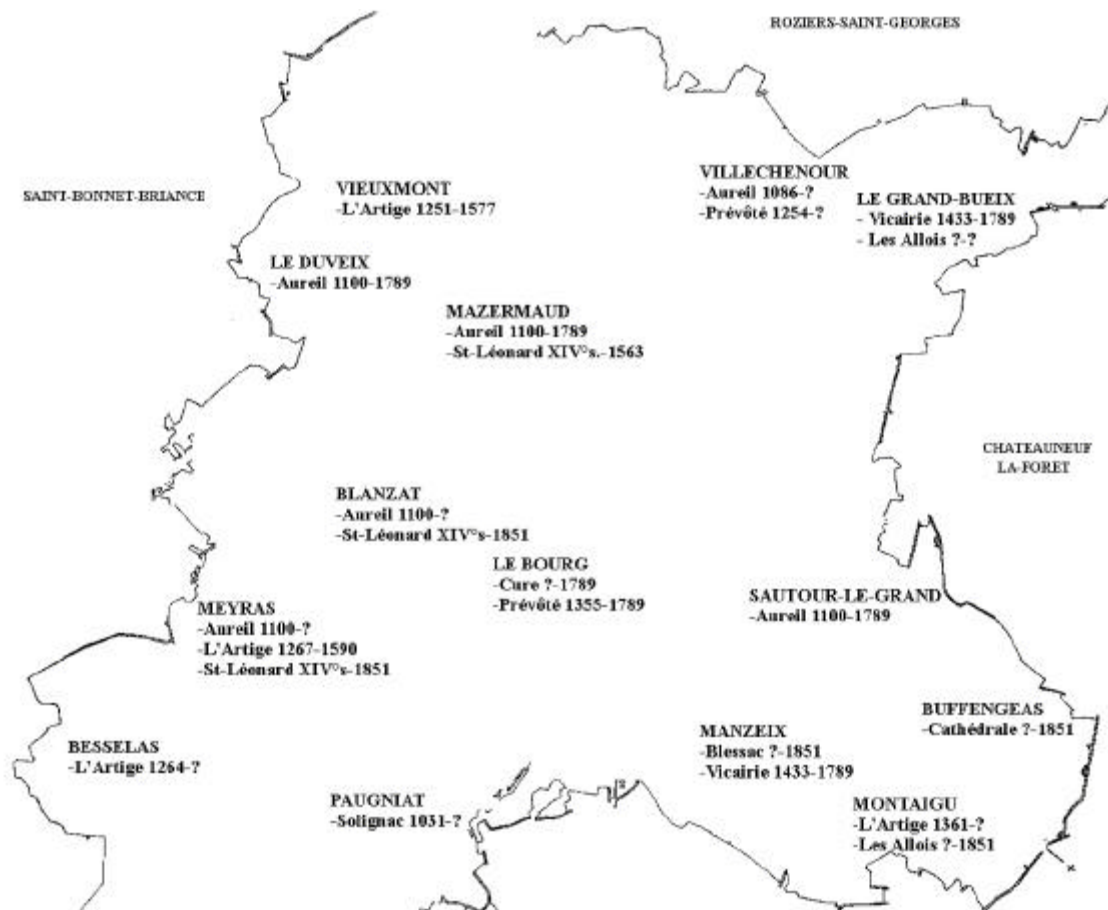 ROZIERS-SAINT-GEORGES
SAINT-BONNET-BRIANCE
VIEUXMONT
-L'Artige 1251-1577
VILLECHENOUR
-Aureil 1086-?
-Prévôté 1254-?
LE GRAND-BUEIX
- Vicairie 1433-1789
- Les Allois ?-?
LE DUVEIX
-Aureil 1100-1789
MAZERMAUD
-Aureil 1100-1789
-St-Léonard XIV°s.-1563
CHATEAUNEUF
LA-FORET
BLANZAT
-Aureil 1100-?
-St-Léonard XIV°s-1851
LE BOURG
-Cure ?-1789
-Prévôté 1355-1789
SAUTOUR-LE-GRAND
-Aureil 1100-1789
MEYRAS
-Aureil 1100-?
-L'Artige 1267-1590
-St-Léonard XIV°s-1851
BUFFENGEAS
-Cathédrale ?-1851
BESSELAS
-L'Artige 1264-?
MANZEIX
-Blessac ?-1851
-Vicairie 1433-1789
PAUGNIAT
-Solignac 1031-?
MONTAIGU
-L'Artige 1361-?
-Les Allois ?-1851